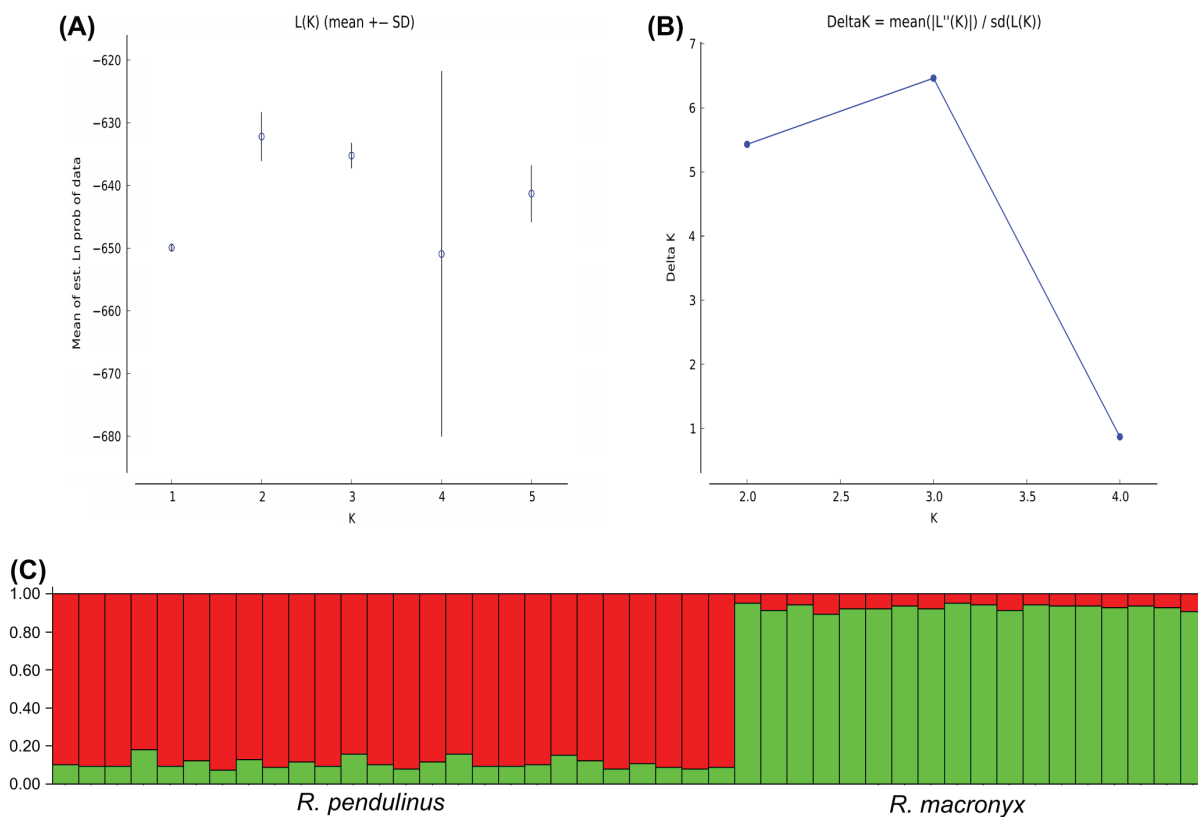 (A)
L(K) (mean +− SD)
Mean of est. Ln prob of data
−620
−630
−640
−650
−660
−670
−680
1 2 3 4 5
K
(B)
DeltaK = mean(|L''(K)|) / sd(L(K))
Delta K
7
6
5
4
3
2
1
2.0 2.5 3.0 3.5 4.0
K
(C)
1.00
0.80
0.60
0.40
0.20
0.00
R. pendulinus R. macronyx